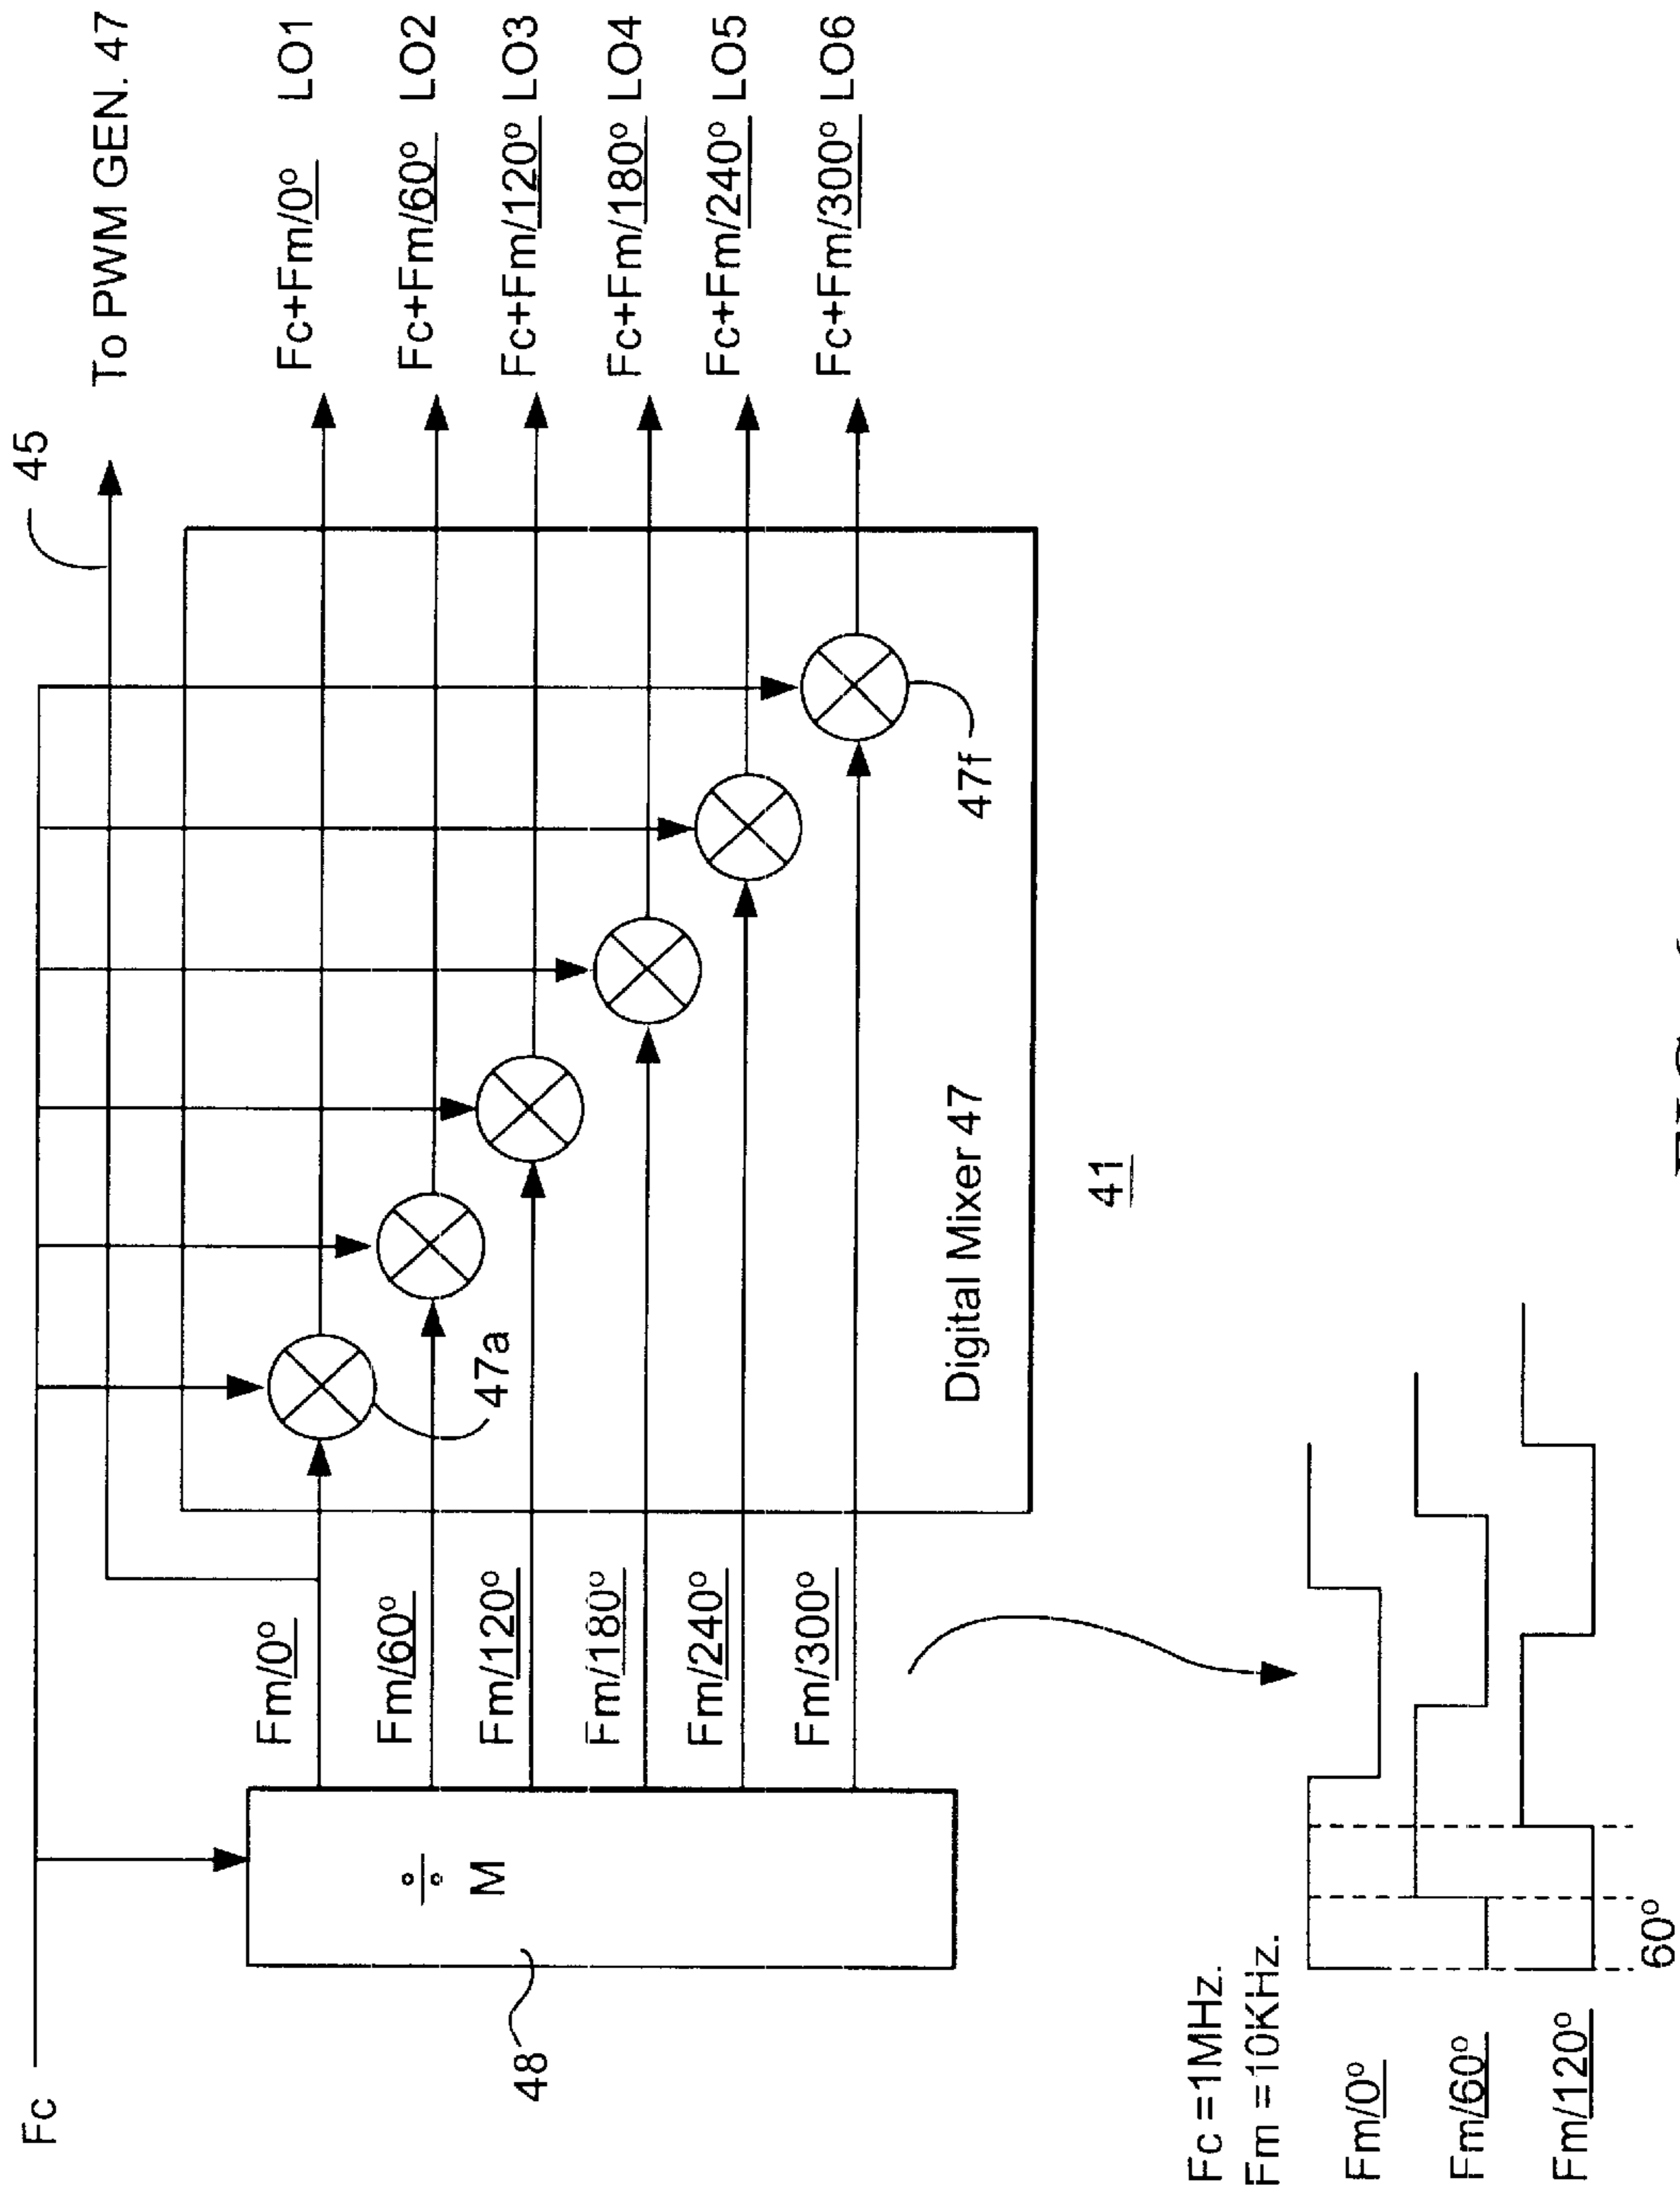 Fc
45
To PWM GEN. 47
Fm/0°
Fc+Fm/0° LO1
Fm/60°
Fc+Fm/60° LO2
Fm/120°
Fc+Fm/120° LO3
Fm/180°
Fc+Fm/180° LO4
Fm/240°
Fc+Fm/240° LO5
Fm/300°
Fc+Fm/300° LO6
÷
M
48
47a
47f
Digital Mixer 47
41
Fc =1MHz.
Fm =10KHz.
Fm/0°
Fm/60°
Fm/120°
60°